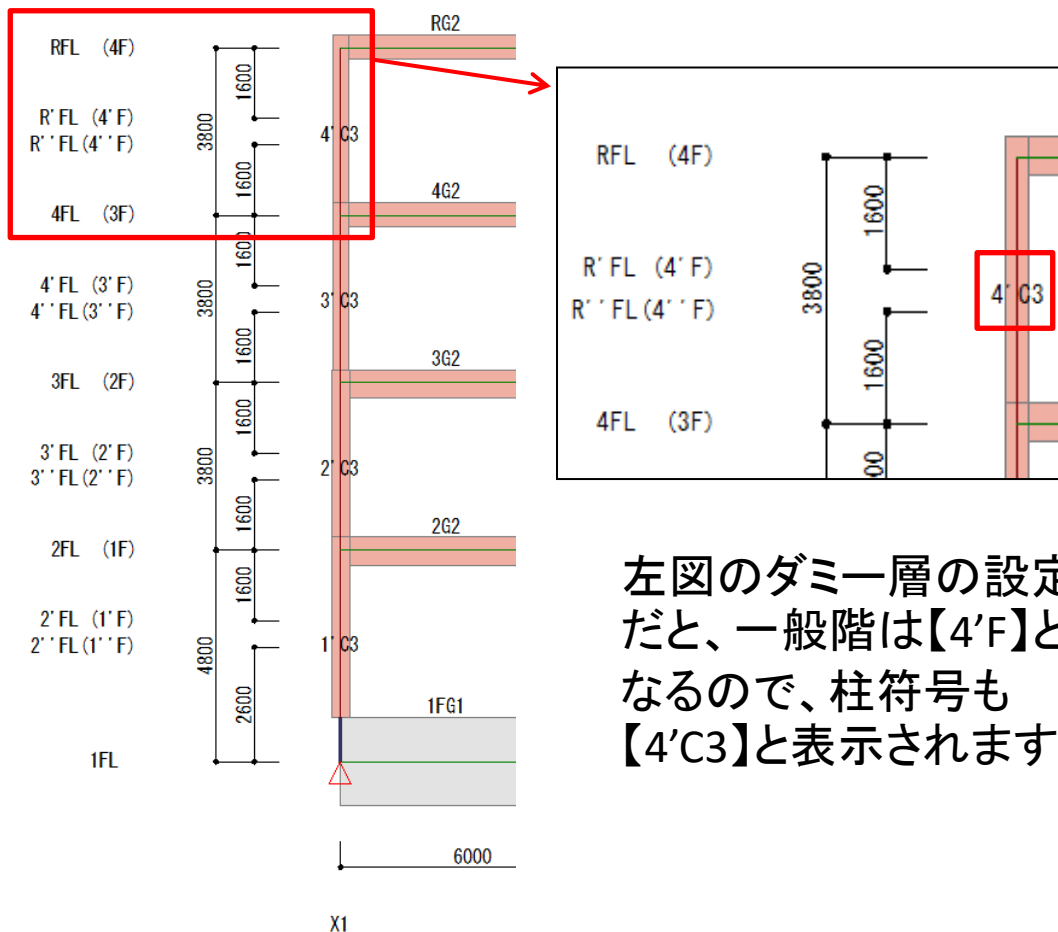 RG2
RFL (4F)
1600
R'FL (4'F)
R''FL(4''F)
3800
4'C3
1600
4G2
4FL (3F)
1600
4'FL (3'F)
4''FL(3''F)
3800
3'C3
1600
3G2
3FL (2F)
1600
3'FL (2'F)
3''FL(2''F)
3800
2'C3
1600
2G2
2FL (1F)
1600
2'FL (1'F)
2''FL(1''F)
4800
1'C3
2600
1FG1
1FL
6000
X1
RFL (4F)
1600
R'FL (4'F)
R''FL(4''F)
3800
4'C3
1600
4FL (3F)
00
左図のダミー層の設定
だと、一般階は【4'F】と
なるので、柱符号も
【4'C3】と表示されます